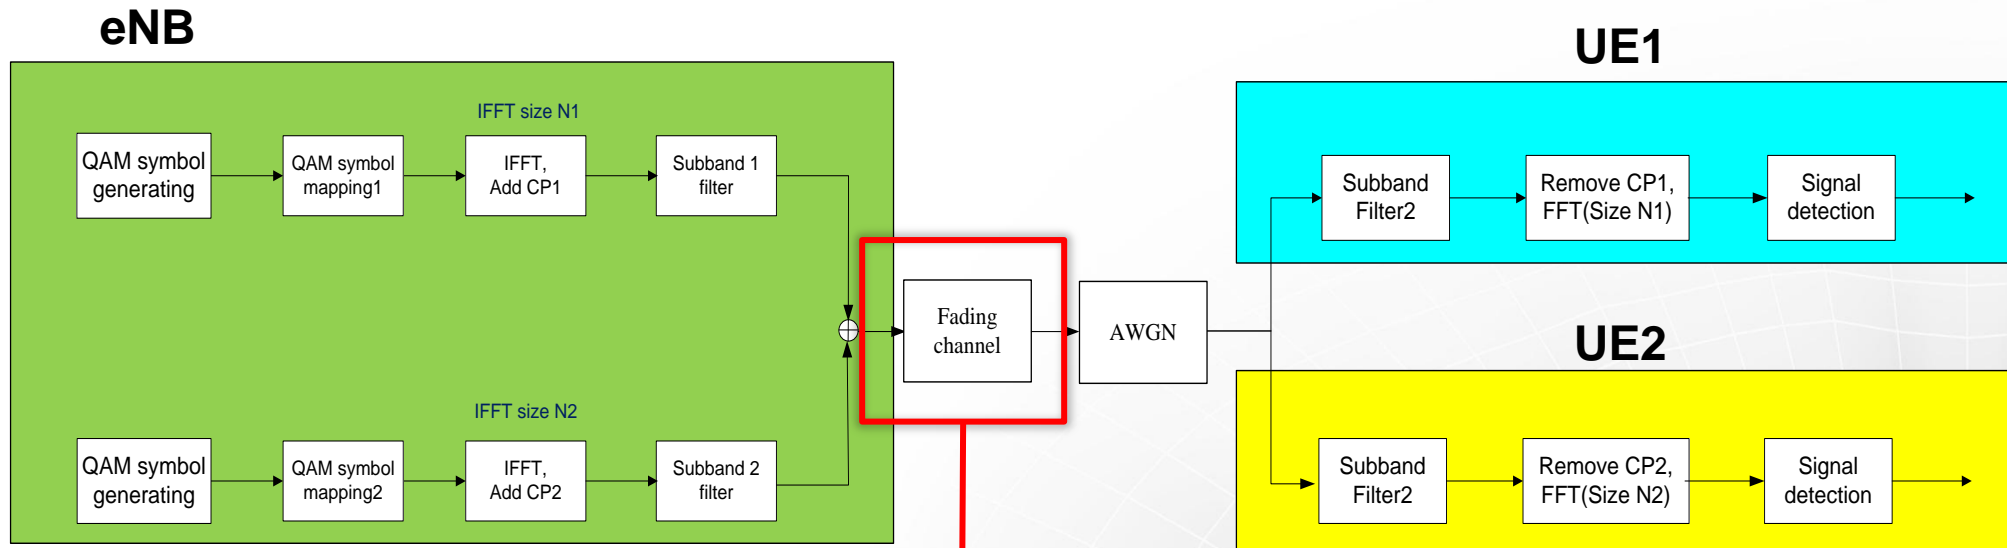 eNB
IFFT size N1
QAM symbol
generating
QAM symbol
mapping1
IFFT,
Add CP1
Subband 1
filter
IFFT size N2
QAM symbol
generating
QAM symbol
mapping2
IFFT,
Add CP2
Subband 2
filter
Fading
channel
AWGN
UE1
Subband
Filter2
Remove CP1,
FFT(Size N1)
Signal
detection
UE2
Subband
Filter2
Remove CP2,
FFT(Size N2)
Signal
detection